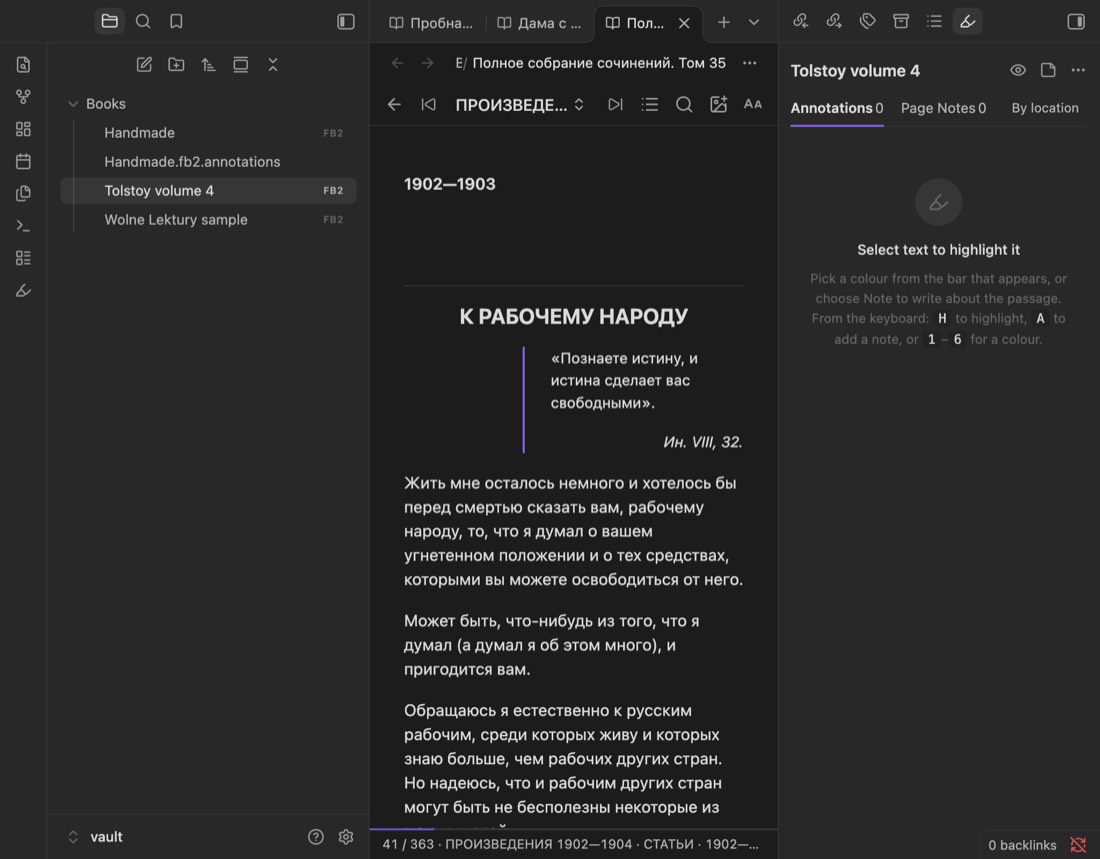 Пробна...
Дама с ...
Пол...
Books
Handmade FB2
Handmade.fb2.annotations
Tolstoy volume 4 FB2
Wolne Lektury sample FB2
vault
В/ Полное собрание сочинений. Том 35
ПРОИЗВЕДЕ...
AA
1902—1903
К РАБОЧЕМУ НАРОДУ
«Познаете истину, и
истина сделает вас
свободными».
Ин. VIII, 32.
Жить мне осталось немного и хотелось бы
перед смертью сказать вам, рабочему
народу, то, что я думал о вашем
угнетенном положении и о тех средствах,
которыми вы можете освободиться от него.
Может быть, что-нибудь из того, что я
думал (а думал я об этом много), и
пригодится вам.
Обращаюсь я естественно к русским
рабочим, среди которых живу и которых
знаю больше, чем рабочих других стран.
Но надеюсь, что и рабочим других стран
могут быть не бесполезны некоторые из
41 / 363 · ПРОИЗВЕДЕНИЯ 1902—1904 · СТАТЬИ · 1902—...
Tolstoy volume 4
Annotations 0 Page Notes 0 By location
Select text to highlight it
Pick a colour from the bar that appears, or
choose Note to write about the passage.
From the keyboard: H to highlight, A to
add a note, or 1 – 6 for a colour.
0 backlinks